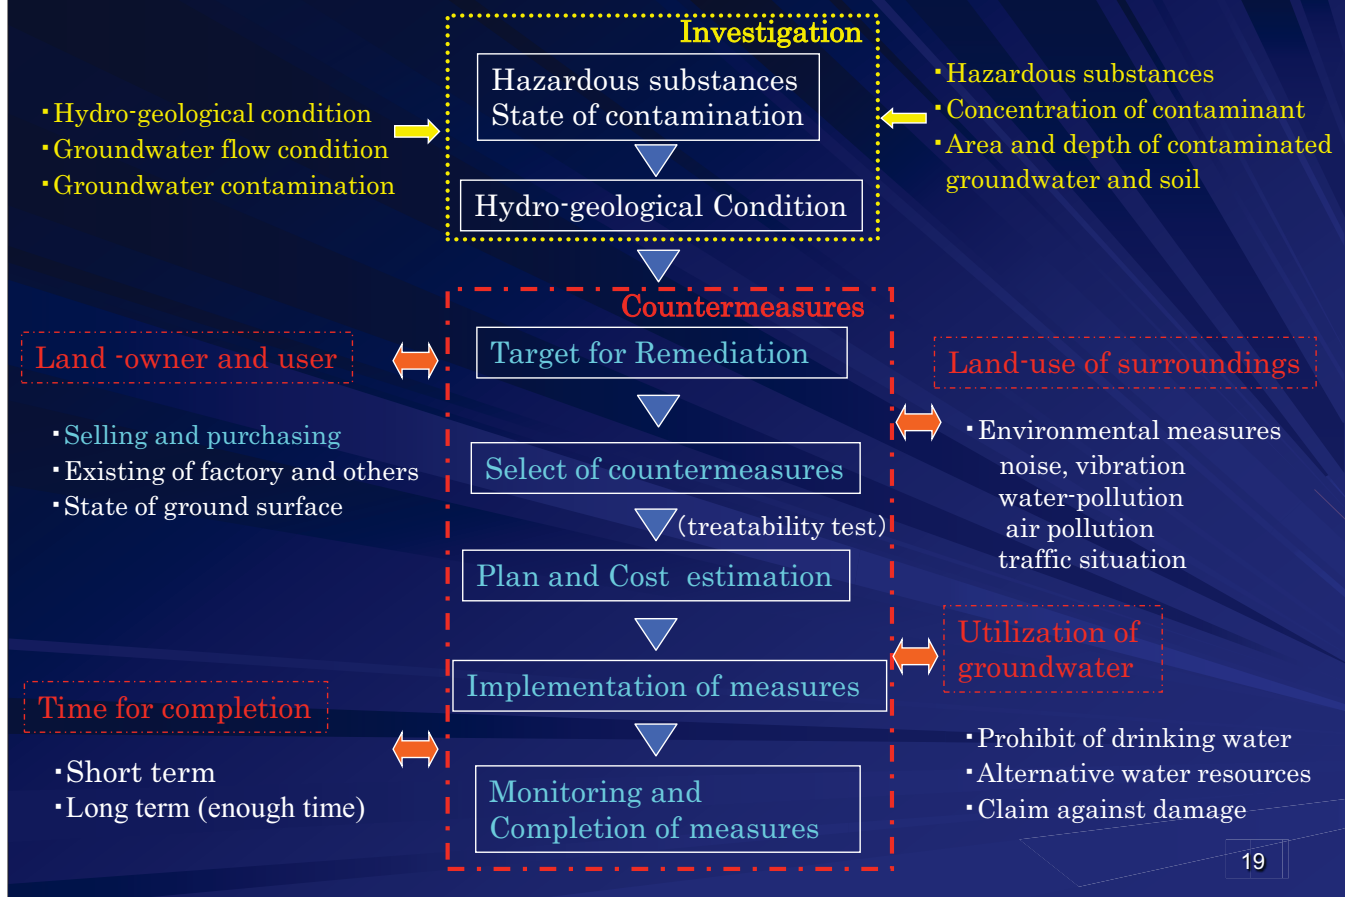 Investigation
Hazardous substances
State of contamination
Hydro-geological Condition
・Hydro-geological condition
・Groundwater flow condition
・Groundwater contamination
・Hazardous substances
・Concentration of contaminant
・Area and depth of contaminated
groundwater and soil
Countermeasures
Target for Remediation
Select of countermeasures
(treatability test)
Plan and Cost estimation
Implementation of measures
Monitoring and
Completion of measures
Land -owner and user
・Selling and purchasing
・Existing of factory and others
・State of ground surface
Time for completion
・Short term
・Long term (enough time)
Land-use of surroundings
・Environmental measures
noise, vibration
water-pollution
air pollution
traffic situation
Utilization of
groundwater
・Prohibit of drinking water
・Alternative water resources
・Claim against damage
19